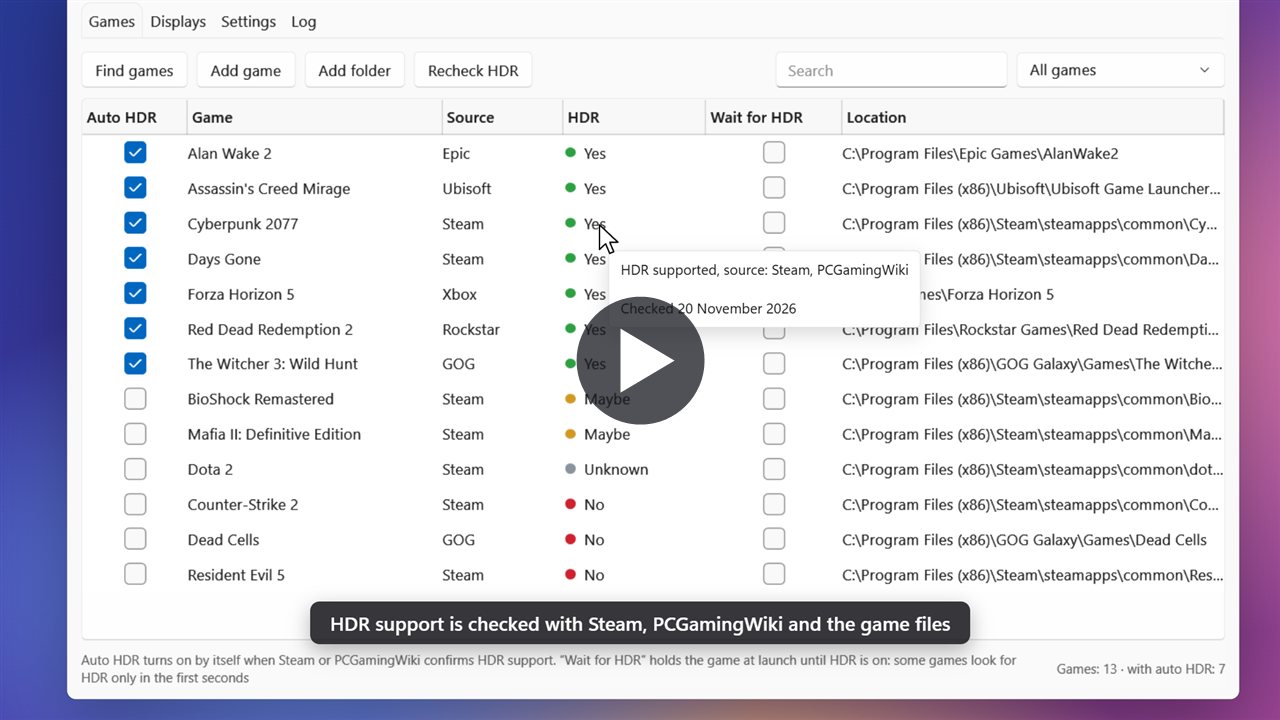 Games Displays Settings Log
Find games Add game Add folder Recheck HDR Search All games
Auto HDR Game Source HDR Wait for HDR Location
Alan Wake 2 Epic Yes C:\Program Files\Epic Games\AlanWake2
Assassin's Creed Mirage Ubisoft Yes C:\Program Files (x86)\Ubisoft\Ubisoft Game Launcher...
Cyberpunk 2077 Steam Yes C:\Program Files (x86)\Steam\steamapps\common\Cy...
Days Gone Steam Yes C:\Program Files (x86)\Steam\steamapps\common\Da...
HDR supported, source: Steam, PCGamingWiki
Forza Horizon 5 Xbox Yes \Forza Horizon 5
Checked 20 November 2026
Red Dead Redemption 2 Rockstar Yes C:\Program Files\Rockstar Games\Red Dead Redempti...
The Witcher 3: Wild Hunt GOG Yes C:\Program Files (x86)\GOG Galaxy\Games\The Witche...
BioShock Remastered Steam Maybe C:\Program Files (x86)\Steam\steamapps\common\Bio...
Mafia II: Definitive Edition Steam Maybe C:\Program Files (x86)\Steam\steamapps\common\Ma...
Dota 2 Steam Unknown C:\Program Files (x86)\Steam\steamapps\common\dot...
Counter-Strike 2 Steam No C:\Program Files (x86)\Steam\steamapps\common\Co...
Dead Cells GOG No C:\Program Files (x86)\GOG Galaxy\Games\Dead Cells
Resident Evil 5 Steam No C:\Program Files (x86)\Steam\steamapps\common\Res...
HDR support is checked with Steam, PCGamingWiki and the game files
Auto HDR turns on by itself when Steam or PCGamingWiki confirms HDR support. "Wait for HDR" holds the game at launch until HDR is on: some games look for
HDR only in the first seconds
Games: 13 · with auto HDR: 7